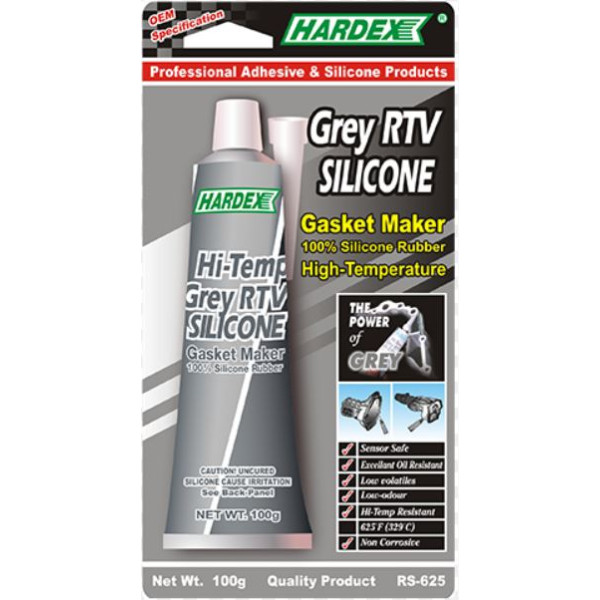 OEM
Specification
HARDEX ®
Professional Adhesive & Silicone Products
Grey RTV
SILICONE
Gasket Maker
100% Silicone Rubber
High-Temperature
HARDEX
Hi-Temp
Grey RTV
SILICONE
Gasket Maker
100% Silicone Rubber
CAUTION! UNCURED
SILICONE CAUSE IRRITATION
See Back-Panel
NET WT. 100g
THE
POWER
of
GREY
Sensor Safe
Excellant Oil Resistant
Low volatiles
Low-odour
Hi-Temp Resistant
625 F (329 C)
Non Corrosive
Net Wt. 100g Quality Product RS-625